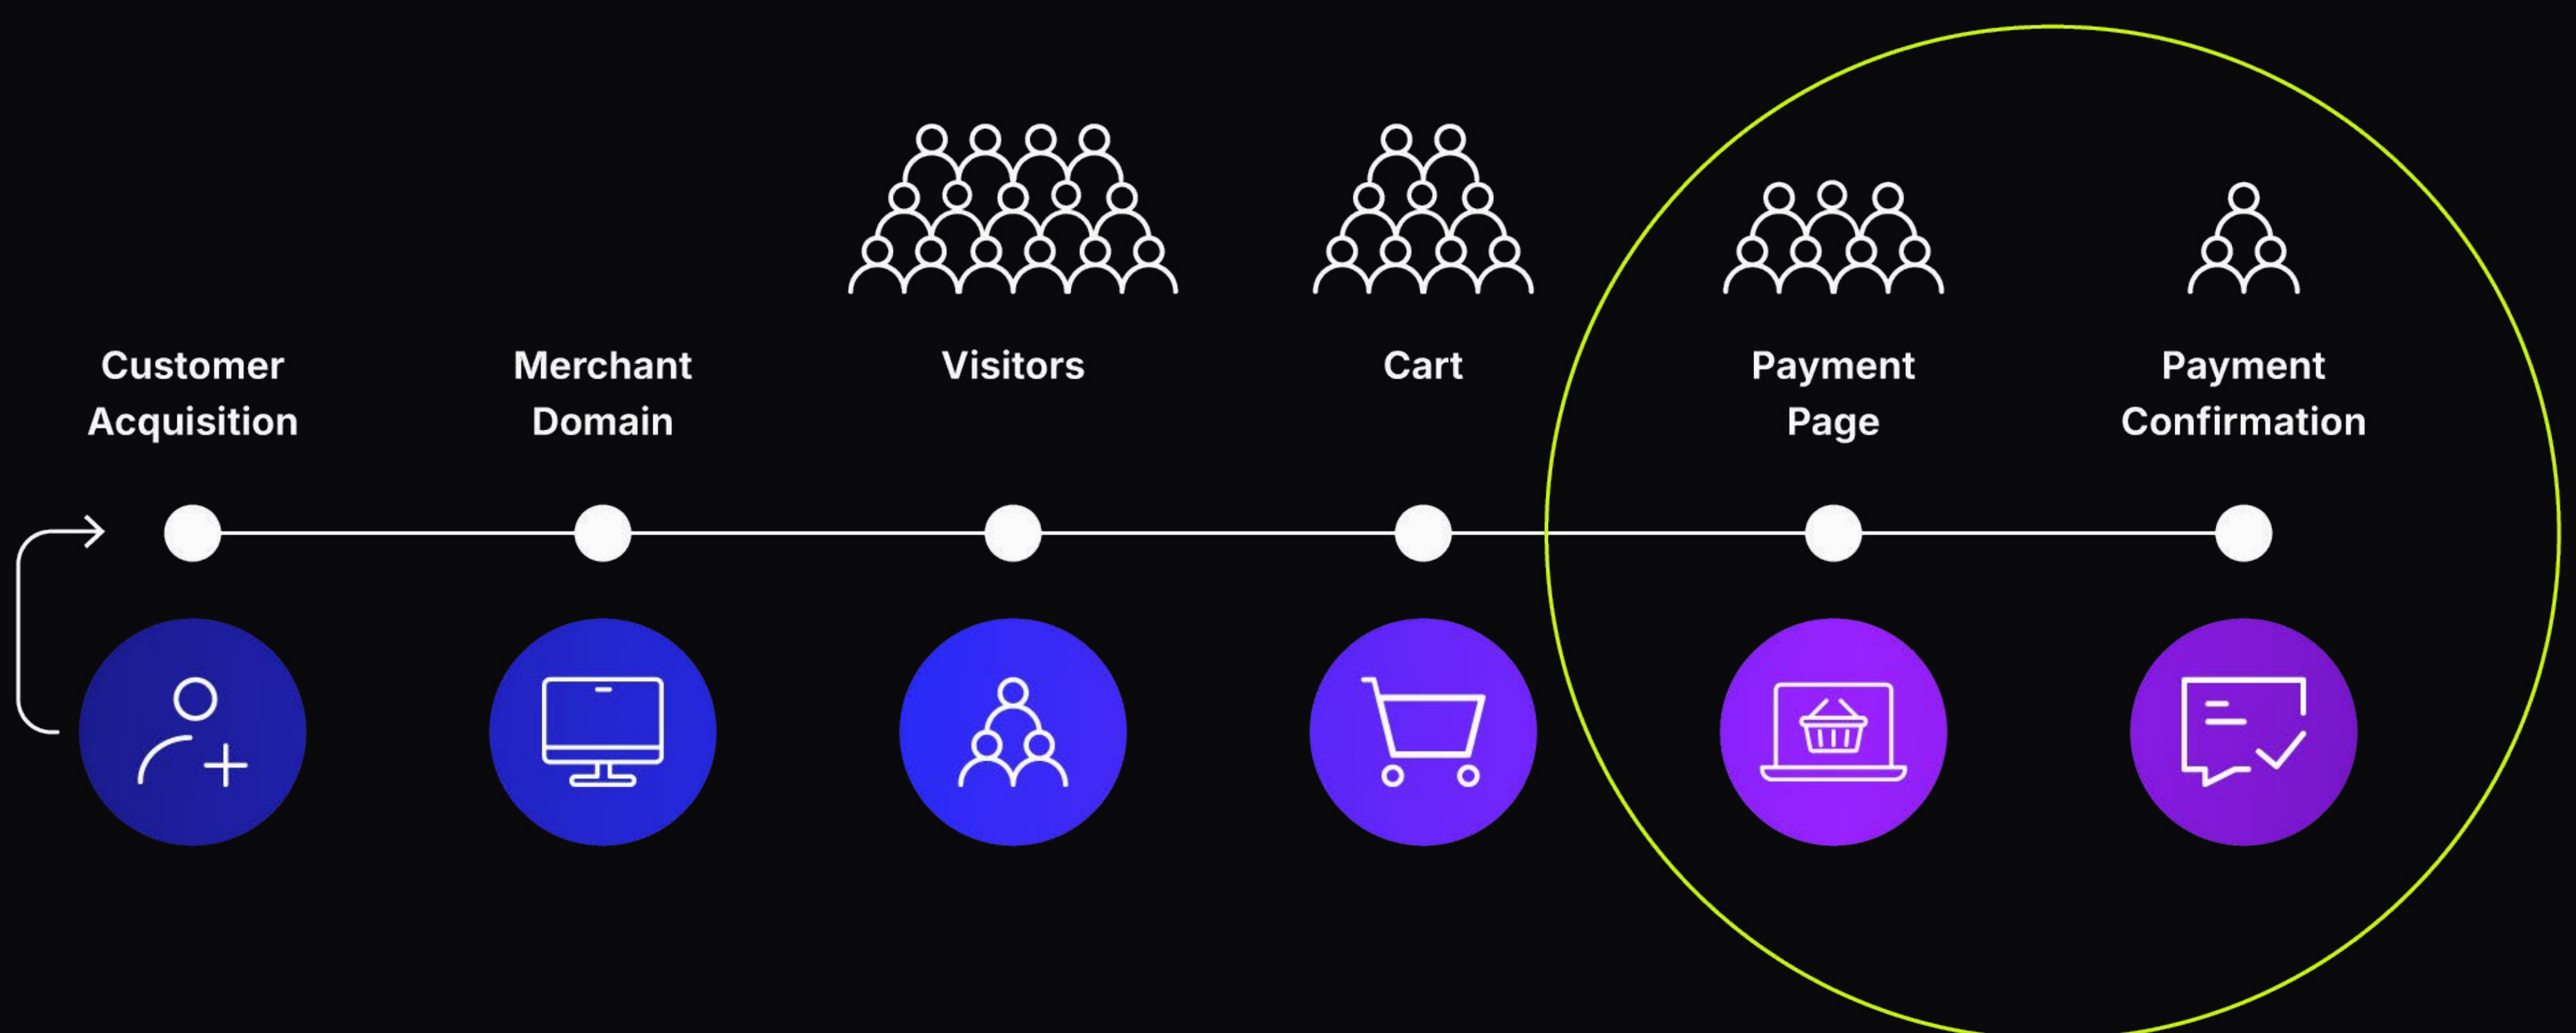 Customer
Acquisition
Merchant
Domain
Visitors
Cart
Payment
Page
Payment
Confirmation